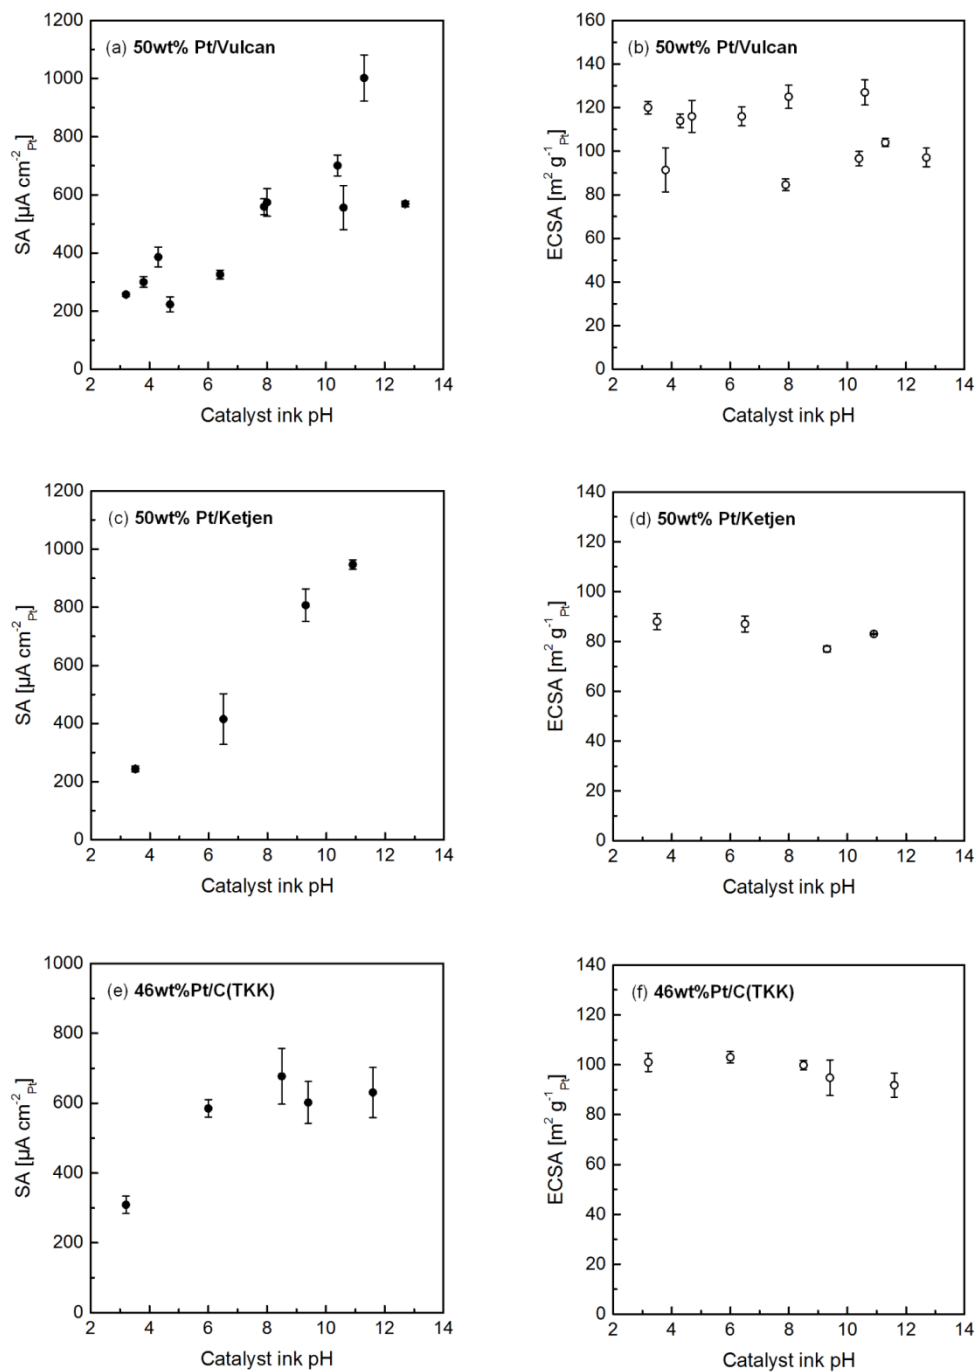 (a) 50wt% Pt/Vulcan
SA [µA cm⁻²Pt]
1200
1000
800
600
400
200
0
2 4 6 8 10 12 14
Catalyst ink pH
(b) 50wt% Pt/Vulcan
ECSA [m² g⁻¹Pt]
160
140
120
100
80
60
40
20
0
2 4 6 8 10 12 14
Catalyst ink pH
(c) 50wt% Pt/Ketjen
SA [µA cm⁻²Pt]
1200
1000
800
600
400
200
0
2 4 6 8 10 12 14
Catalyst ink pH
(d) 50wt% Pt/Ketjen
ECSA [m² g⁻¹Pt]
140
120
100
80
60
40
20
0
2 4 6 8 10 12 14
Catalyst ink pH
(e) 46wt%Pt/C(TKK)
SA [µA cm⁻²Pt]
1000
800
600
400
200
0
2 4 6 8 10 12 14
Catalyst ink pH
(f) 46wt%Pt/C(TKK)
ECSA [m² g⁻¹Pt]
140
120
100
80
60
40
20
0
2 4 6 8 10 12 14
Catalyst ink pH